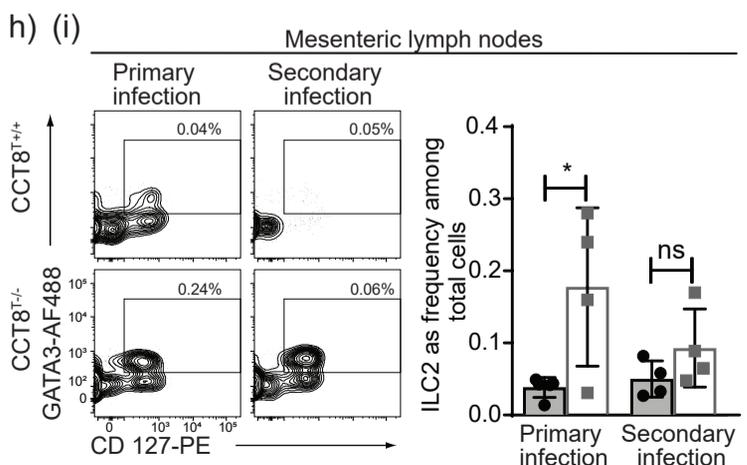 h) (i)
Mesenteric lymph nodes
Primary
infection
Secondary
infection
CCT8T+/+
0.04%
0.05%
CCT8T-/-
GATA3-AF488
10⁵
10⁴
10³
10²
0
0.24%
0.06%
0
10³
10⁴
10⁵
CD 127-PE
ILC2 as frequency among
total cells
0.4
0.3
0.2
0.1
0.0
*
ns
Primary
infection
Secondary
infection